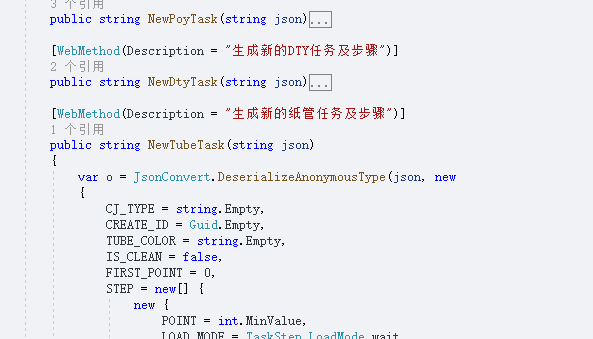 3 个引用
public string NewPoyTask(string json)...
[WebMethod(Description = "生成新的DTY任务及步骤")]
2 个引用
public string NewDtyTask(string json)...
[WebMethod(Description = "生成新的纸管任务及步骤")]
1 个引用
public string NewTubeTask(string json)
{
var o = JsonConvert.DeserializeAnonymousType(json, new
{
CJ_TYPE = string.Empty,
CREATE_ID = Guid.Empty,
TUBE_COLOR = string.Empty,
IS_CLEAN = false,
FIRST_POINT = 0,
STEP = new[] {
new {
POINT = int.MinValue,
LOAD_MODE = TaskStep.LoadMode.wait